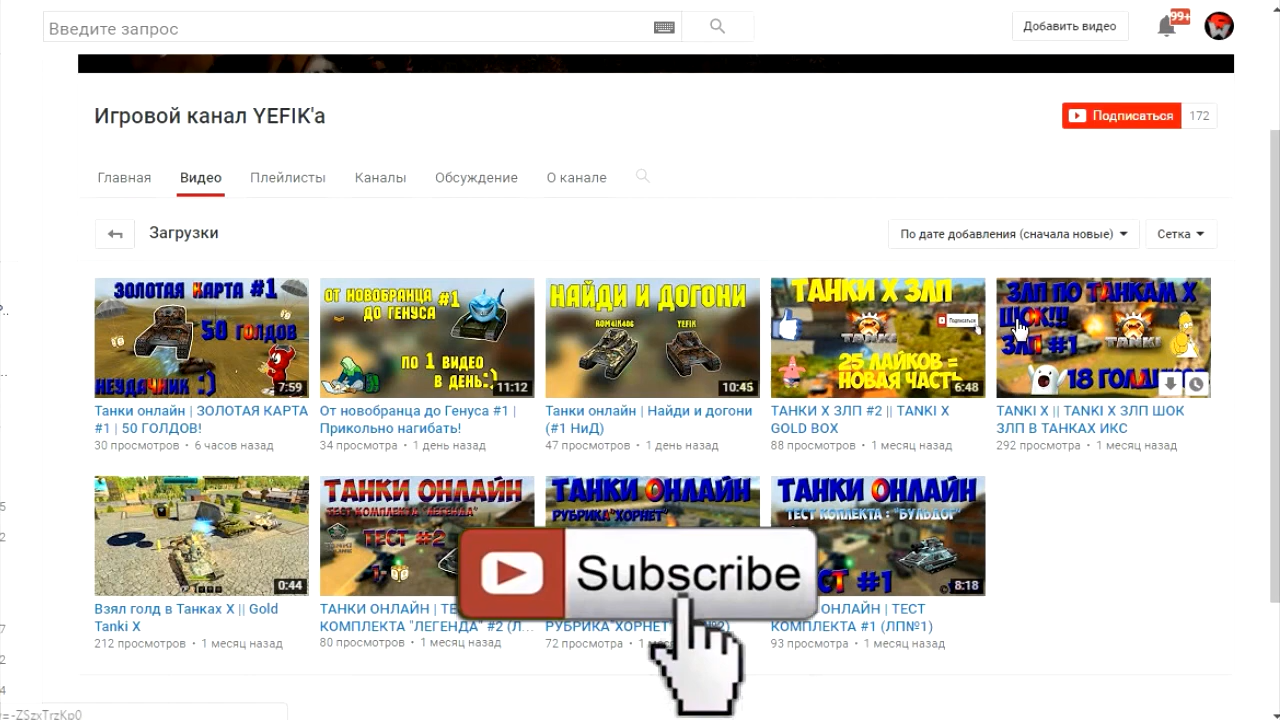 Введите запрос
Добавить видео
99+
Игровой канал YEFIK'а
Подписаться
172
Главная
Видео
Плейлисты
Каналы
Обсуждение
О канале
Загрузки
По дате добавления (сначала новые)
Сетка
ЗОЛОТАЯ КАРТА #1
50 ГОЛДОВ
НЕУДАЧНИК :)
7:59
Танки онлайн | ЗОЛОТАЯ КАРТА
#1 | 50 ГОЛДОВ!
30 просмотров • 6 часов назад
ОТ НОВОБРАНЦА #1
ДО ГЕНУСА
ПО 1 ВИДЕО
В ДЕНЬ:)
11:12
От новобранца до Генуса #1 |
Прикольно нагибать!
34 просмотра • 1 день назад
НАЙДИ И ДОГОНИ
ROM4IK406
YEFIK
10:45
Танки онлайн | Найди и догони
(#1 НиД)
47 просмотров • 1 день назад
ТАНКИ Х ЗЛП
ТАНКИ
25 ЛАЙКОВ =
НОВАЯ ЧАСТЬ
6:48
ТАНКИ X ЗЛП #2 || TANKI X
GOLD BOX
88 просмотров • 1 месяц назад
ЗЛП ПО ТАНКАМ Х
ШОК!!!
ЗЛП #1
ТАНКИ
TANKI X || TANKI X ЗЛП ШОК
ЗЛП В ТАНКАХ ИКС
292 просмотра • 1 месяц назад
0:44
Взял голд в Танках X || Gold
Tanki X
212 просмотров • 1 месяц назад
ТАНКИ ОНЛАЙН
ТЕСТ КОМПЛЕКТА "ЛЕГЕНДА"
ТЕСТ #2
ТАНКИ ОНЛАЙН | ТЕ
КОМПЛЕКТА "ЛЕГЕНДА" #2 (Л...
80 просмотров • 1 месяц назад
ТАНКИ ОНЛАЙН
РУБРИКА"ХОРНЕТ"
РУБРИКА"ХОРНЕТ"
72 просмотра • 1
ТАНКИ ОНЛАЙН
ТЕСТ КОПЛЕКТА : "БУЛЬДОГ"
СТ #1
8:18
ОНЛАЙН | ТЕСТ
КОМПЛЕКТА #1 (ЛП№1)
93 просмотра • 1 месяц назад
Subscribe